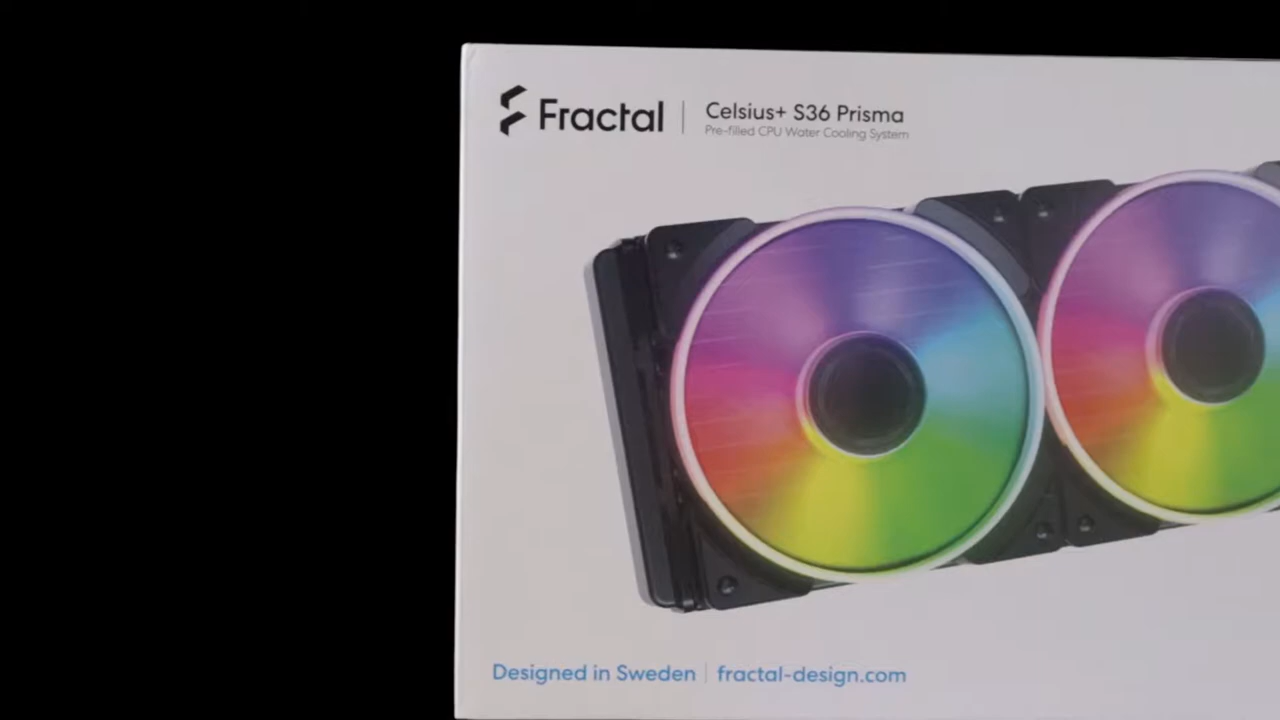 Fractal
Celsius+ S36 Prisma
Pre-filled CPU Water Cooling System
Designed in Sweden
fractal-design.com